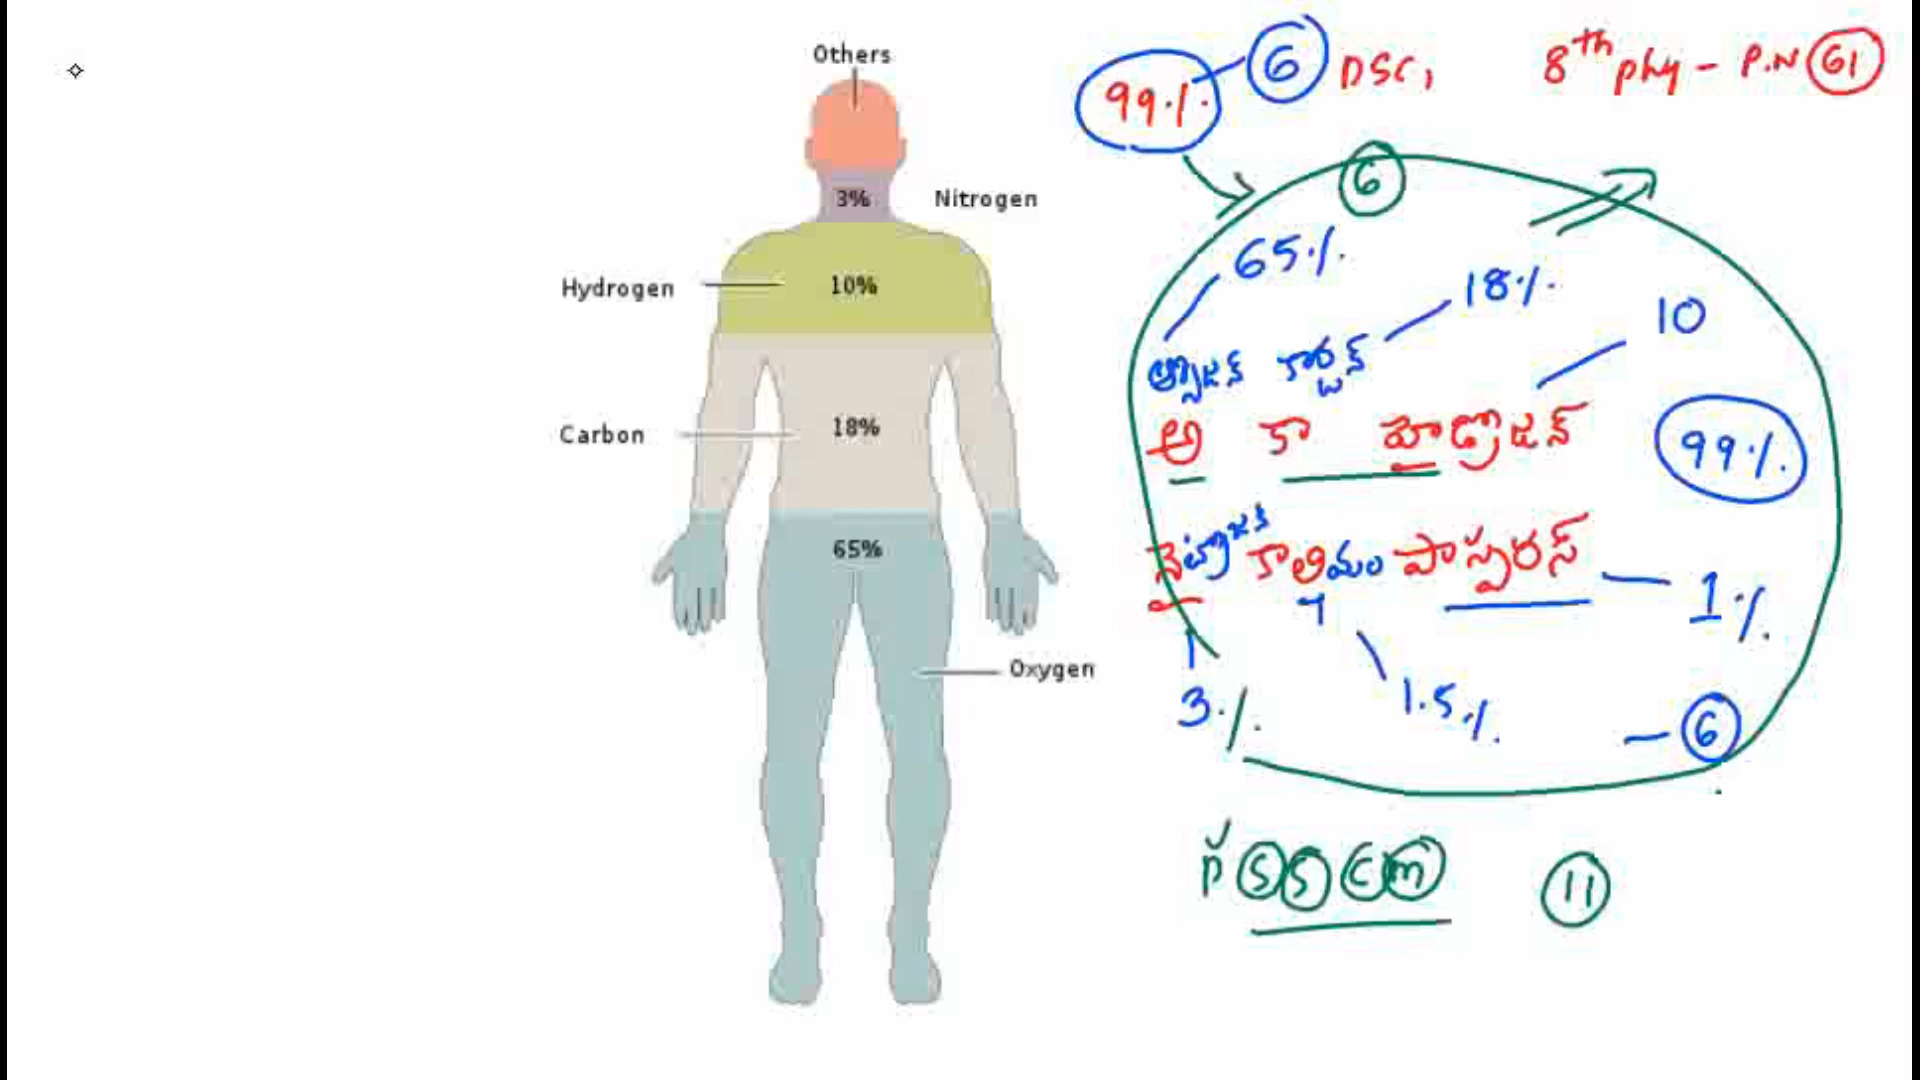 Others
3% Nitrogen
Hydrogen 10%
Carbon 18%
65%
Oxygen
99% 6 DSC, 8th phy - P.N 61
6
65%
18%
10
ఆక్సిజన్ కార్బన్
ఆ కా హైడ్రోజన్
99%
నైట్రోజన్ కాల్షియం పాస్పరస్ 1%
3%
1.5%
6
P S S C m 11